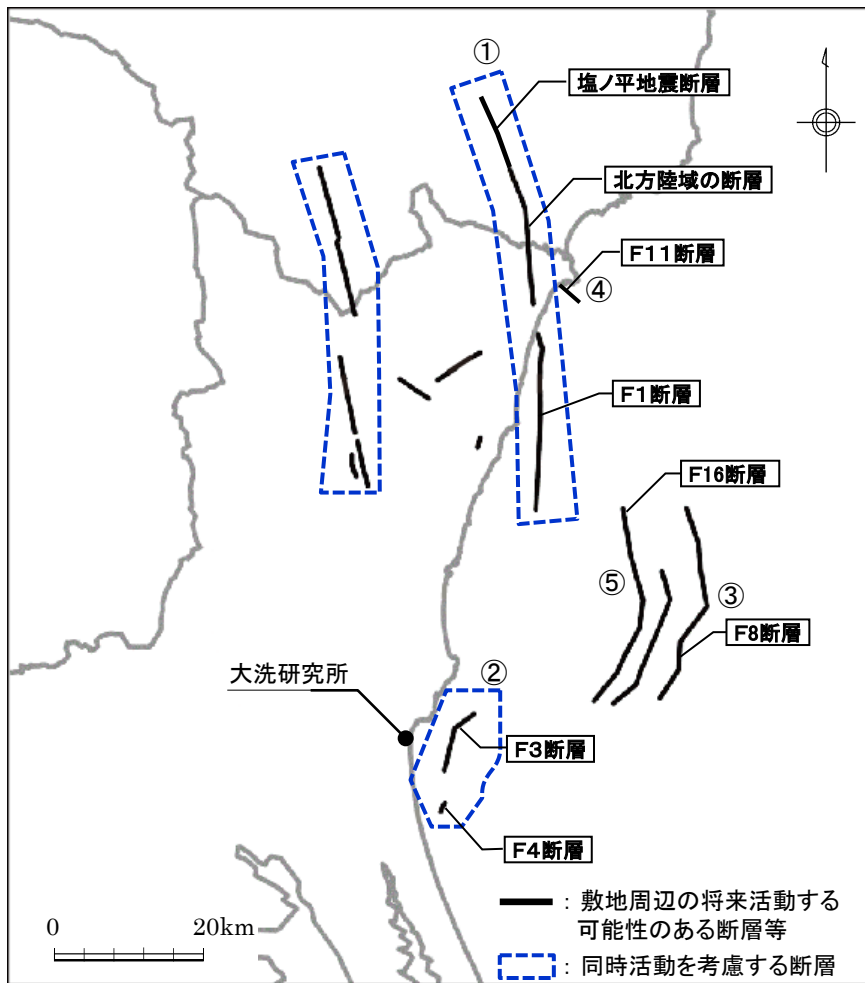 ①
塩ノ平地震断層
北方陸域の断層
F11断層
④
F1断層
F16断層
⑤
③
F8断層
大洗研究所
②
F3断層
F4断層
0 20km
: 敷地周辺の将来活動する
可能性のある断層等
: 同時活動を考慮する断層